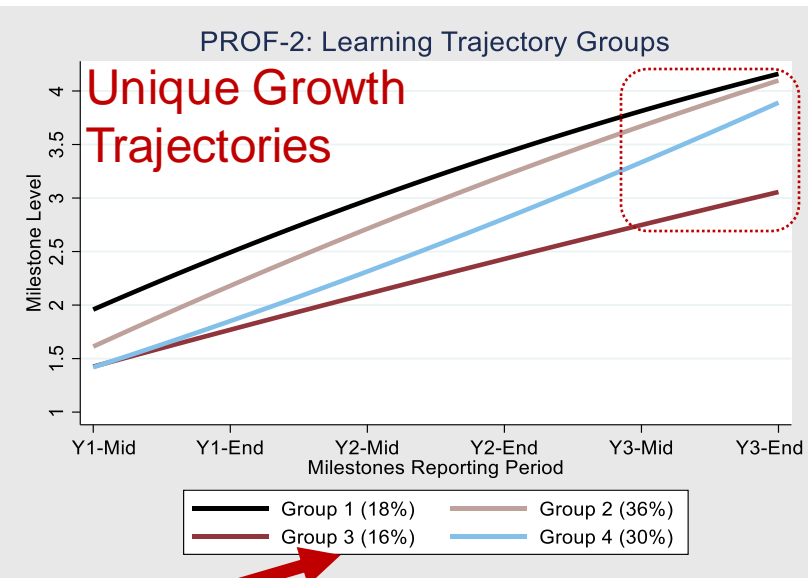 PROF-2: Learning Trajectory Groups
Unique Growth
Trajectories
Milestone Level
4
3.5
3
2.5
2
1.5
1
Y1-Mid Y1-End Y2-Mid Y2-End Y3-Mid Y3-End
Milestones Reporting Period
Group 1 (18%) Group 2 (36%)
Group 3 (16%) Group 4 (30%)